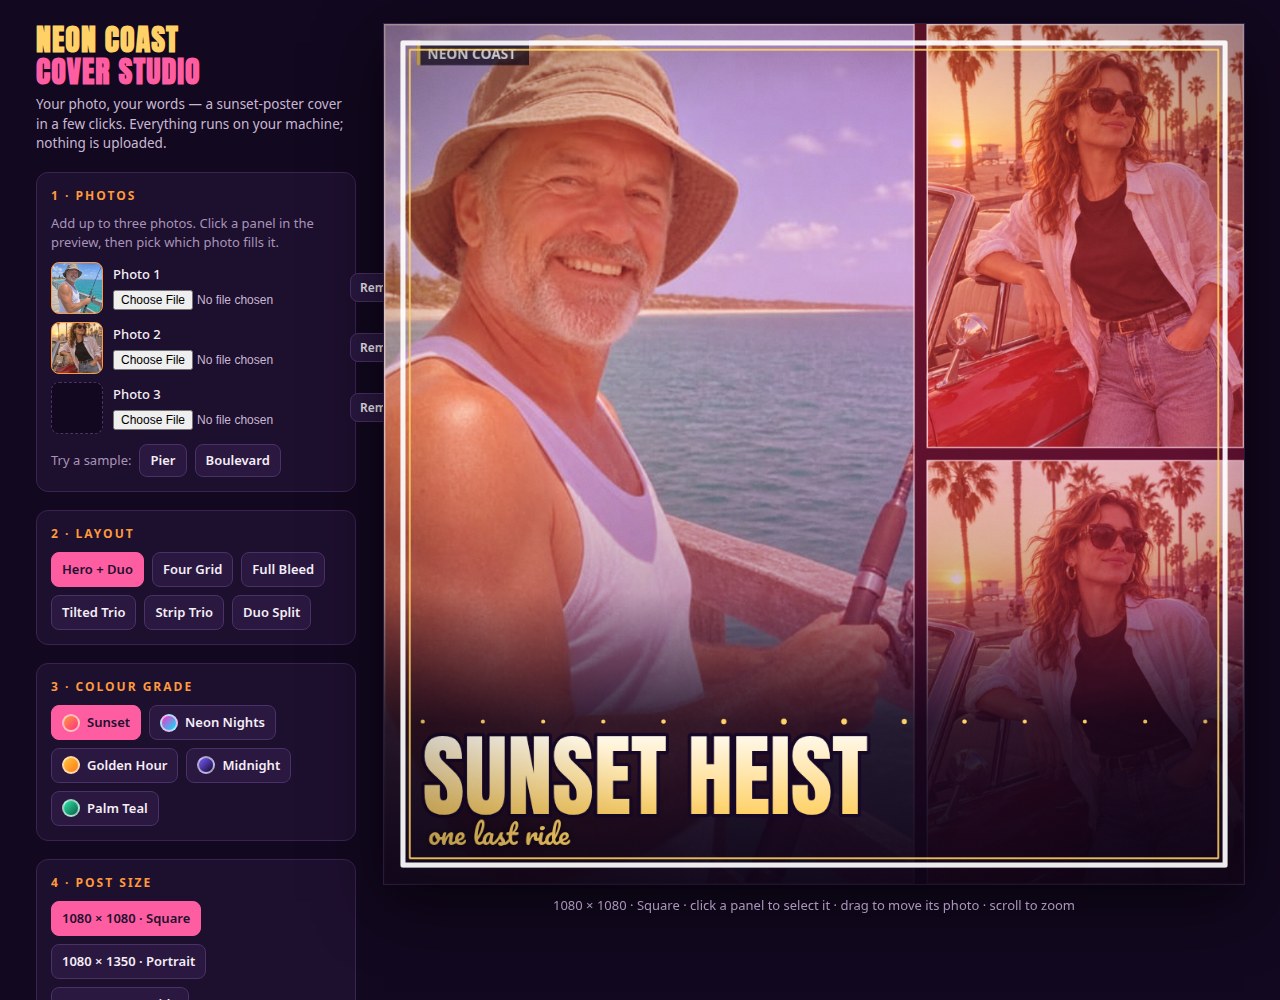 NEON COAST
COVER STUDIO
Your photo, your words — a sunset-poster cover
in a few clicks. Everything runs on your machine;
nothing is uploaded.
1 · PHOTOS
Add up to three photos. Click a panel in the
preview, then pick which photo fills it.
Photo 1
Choose File No file chosen
Rem
Photo 2
Choose File No file chosen
Rem
Photo 3
Choose File No file chosen
Rem
Try a sample: Pier Boulevard
2 · LAYOUT
Hero + Duo Four Grid Full Bleed
Tilted Trio Strip Trio Duo Split
3 · COLOUR GRADE
Sunset Neon Nights
Golden Hour Midnight
Palm Teal
4 · POST SIZE
1080 × 1080 · Square
1080 × 1350 · Portrait
NEON COAST
SUNSET HEIST
one last ride
1080 × 1080 · Square · click a panel to select it · drag to move its photo · scroll to zoom